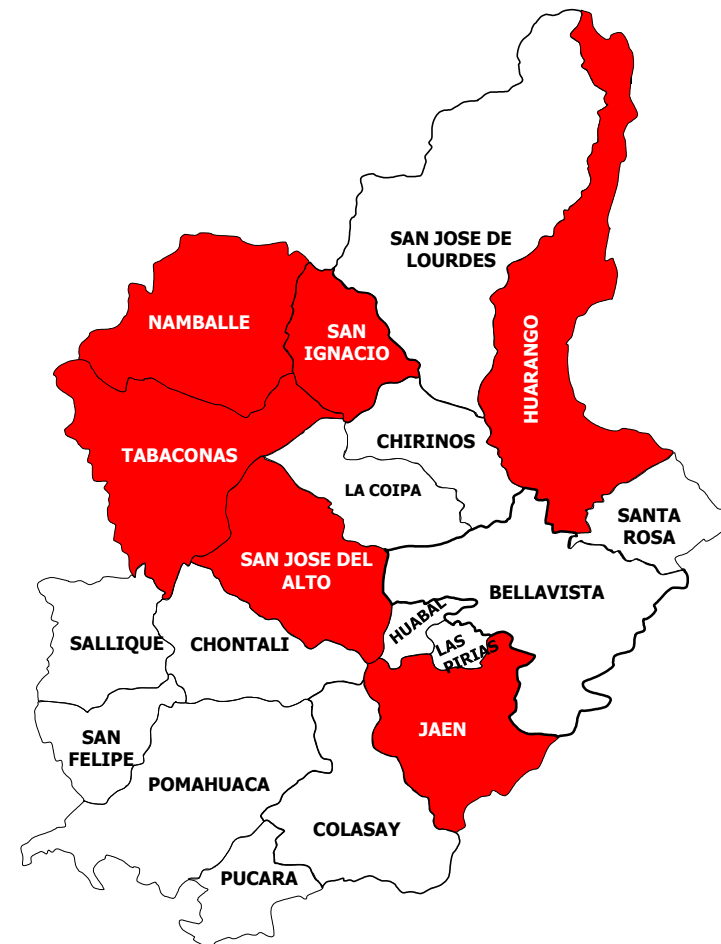 SAN JOSE DE
LOURDES
NAMBALLE
SAN
IGNACIO
HUARANGO
CHIRINOS
TABACONAS
LA COIPA
SANTA
ROSA
SAN JOSE DEL
ALTO
BELLAVISTA
HUABAL
LAS
PIRIAS
SALLIQUE
CHONTALI
JAEN
SAN
FELIPE
POMAHUACA
COLASAY
PUCARA